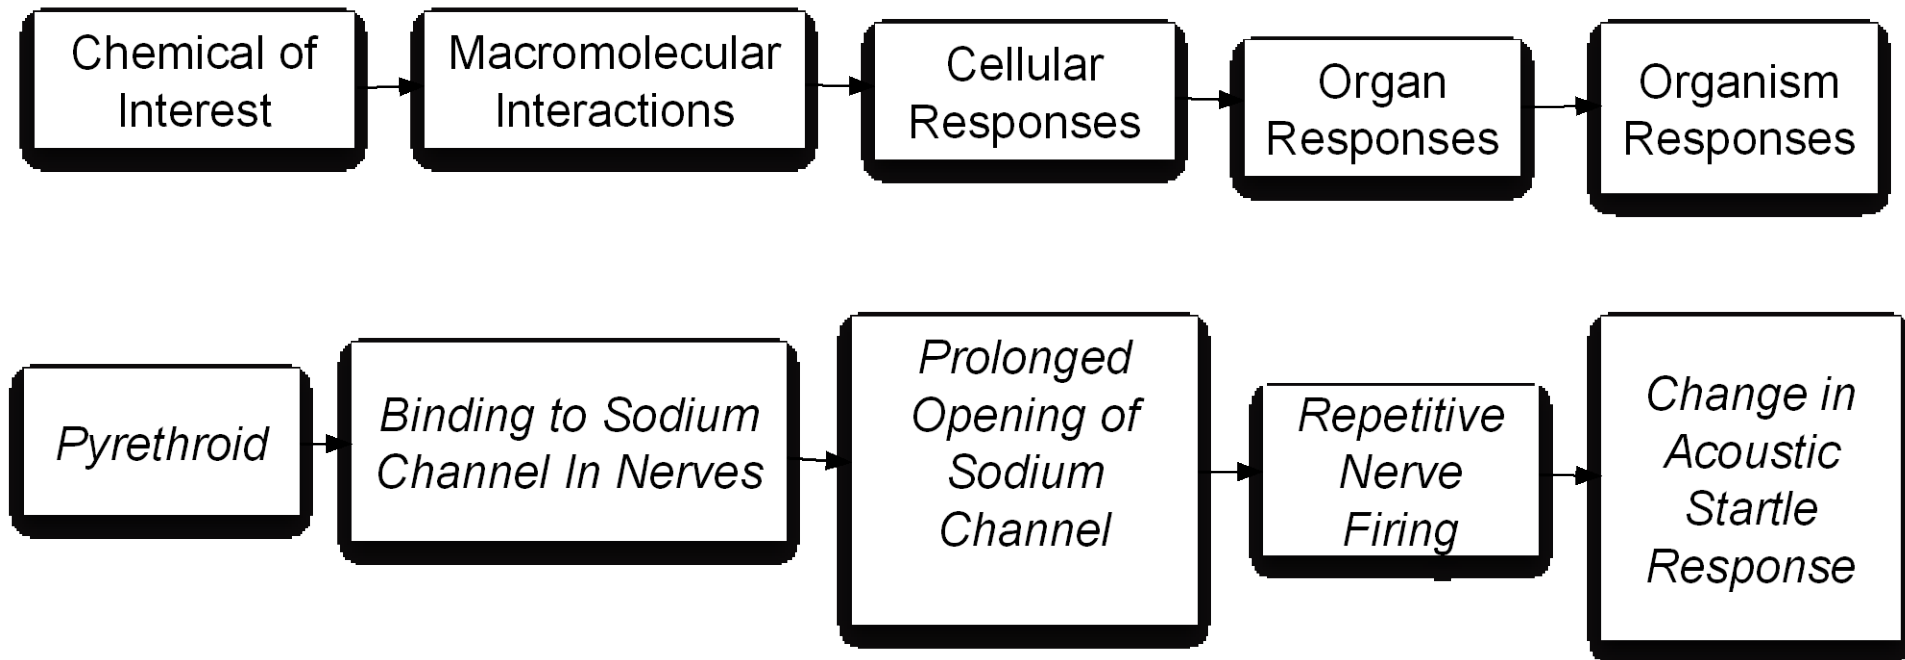 Chemical of
Interest
Macromolecular
Interactions
Cellular
Responses
Organ
Responses
Organism
Responses
Pyrethroid
Binding to Sodium
Channel In Nerves
Prolonged
Opening of
Sodium
Channel
Repetitive
Nerve
Firing
Change in
Acoustic
Startle
Response